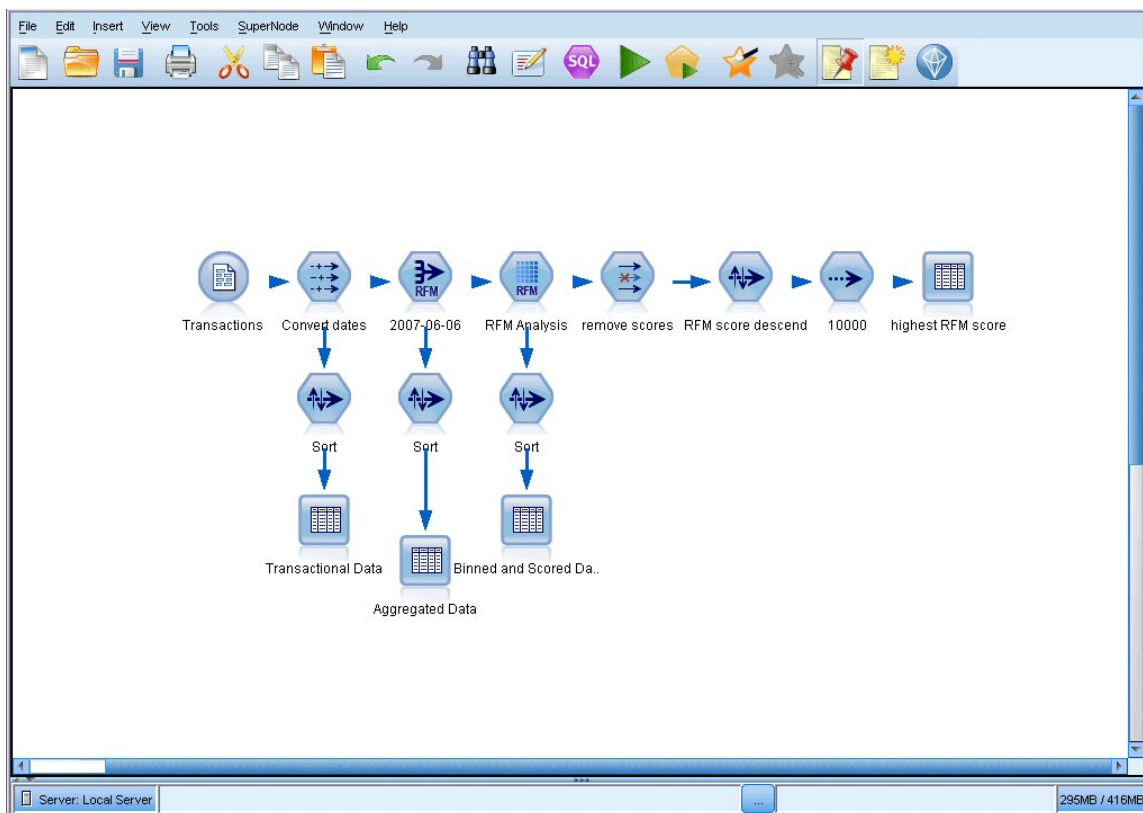 File Edit Insert View Tools SuperNode Window Help
SQL
RFM RFM
Transactions Convert dates 2007-06-06 RFM Analysis remove scores RFM score descend 10000 highest RFM score
Sort Sort Sort
Transactional Data Binned and Scored Da..
Aggregated Data
Server: Local Server ... 295MB / 416MB